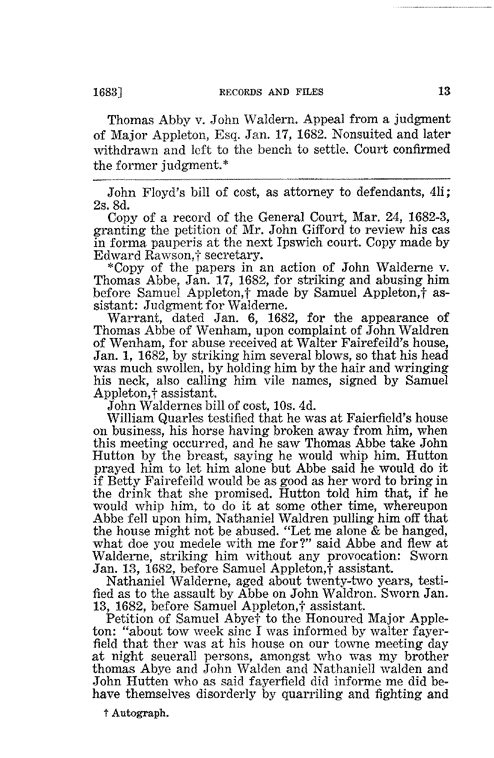 1683] RECORDS AND FILES 13
Thomas Abby v. John Waldern. Appeal from a judgment
of Major Appleton, Esq. Jan. 17, 1682. Nonsuited and later
withdrawn and left to the bench to settle. Court confirmed
the former judgment.*
John Floyd's bill of cost, as attorney to defendants, 4li;
2s. 8d.
Copy of a record of the General Court, Mar. 24, 1682-3,
granting the petition of Mr. John Gifford to review his cas
in forma pauperis at the next Ipswich court. Copy made by
Edward Rawson,† secretary.
*Copy of the papers in an action of John Walderne v.
Thomas Abbe, Jan. 17, 1682, for striking and abusing him
before Samuel Appleton,† made by Samuel Appleton,† as-
sistant: Judgment for Walderne.
Warrant, dated Jan. 6, 1682, for the appearance of
Thomas Abbe of Wenham, upon complaint of John Waldren
of Wenham, for abuse received at Walter Fairefeild's house,
Jan. 1, 1682, by striking him several blows, so that his head
was much swollen, by holding him by the hair and wringing
his neck, also calling him vile names, signed by Samuel
Appleton,† assistant.
John Waldernes bill of cost, 10s. 4d.
William Quarles testified that he was at Faierfield's house
on business, his horse having broken away from him, when
this meeting occurred, and he saw Thomas Abbe take John
Hutton by the breast, saying he would whip him. Hutton
prayed him to let him alone but Abbe said he would do it
if Betty Fairefeild would be as good as her word to bring in
the drink that she promised. Hutton told him that, if he
would whip him, to do it at some other time, whereupon
Abbe fell upon him, Nathaniel Waldren pulling him off that
the house might not be abused. "Let me alone & be hanged,
what doe you medele with me for?" said Abbe and flew at
Walderne, striking him without any provocation: Sworn
Jan. 13, 1682, before Samuel Appleton,† assistant.
Nathaniel Walderne, aged about twenty-two years, testi-
fied as to the assault by Abbe on John Waldron. Sworn Jan.
13, 1682, before Samuel Appleton,† assistant.
Petition of Samuel Abye† to the Honoured Major Apple-
ton: "about tow week sinc I was informed by walter fayer-
field that ther was at his house on our towne meeting day
at night seuerall persons, amongst who was my brother
thomas Abye and John Walden and Nathaniell walden and
John Hutten who as said fayerfield did informe me did be-
have themselves disorderly by quarriling and fighting and
† Autograph.